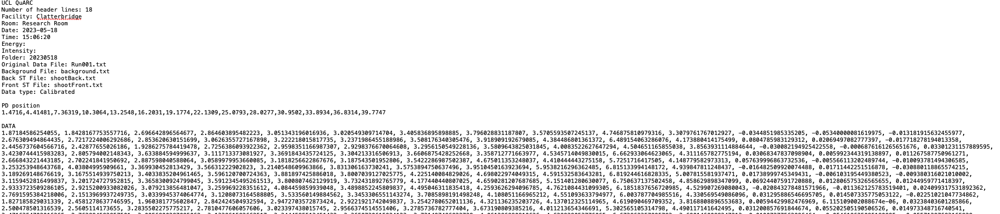 UCL QuARC
Number of header lines: 18
Facility: Clatterbridge
Room: Research Room
Date: 2023-05-18
Time: 15:06:20
Energy:
Intensity:
Folder: 20230518
Original Data File: Run001.txt
Background File: background.txt
Back ST File: shootBack.txt
Front ST File: shootFront.txt
Data type: Calibrated
PD position
1.4716,4.41481,7.36319,10.3064,13.2548,16.2031,19.1774,22.1309,25.0793,28.0277,30.9502,33.8934,36.8314,39.7747
DATA
1.87184586254055, 1.8428167753557716, 2.696642896564677, 2.864603895482223, 3.051343196016936, 3.020549309714704, 3.405836895898885, 3.796028831187807, 3.5705593507245137, 4.746875810979316, 3.3079761767012927, -0.0344851985335205, -0.05340000081619975, -0.013181915632455977,
2.676309494864435, 2.7217224006292686, 2.853620630151699, 3.0626355727167898, 3.222218015817735, 3.2371986455188986, 3.508176340305476, 3.918909192679085, 4.384486801361372, 6.489154063286076, 4.173880414175499, 0.0804785983129312, 0.02069497082777397, -0.017718278194013358,
2.445673760456671​6, 2.42877655026186, 1.9286275784419478, 2.7256386093922362, 2.9598351166987307, 2.9298376670064608, 3.2956150549228136, 3.5809643825031845, 4.0083522627647294, 4.504651165855038, 3.8563931114884644, -0.03008219492542​2558, -0.0006876161265651676, 0.033012311157889595,
3.4230744415983283, 3.633884594999637, 3.111713373081927, 3.3691843435724125, 3.304213316506913, 3.6606875428252668, 3.358712771663977, 4.5345714049830015, 6.662933064623065, 4.311165782775194, 0.03068347837098904, 0.005992344319138897, 0.011267587750961271,
2.666843221443185, 2.702241841950692, 2.887598040588064, 3.0589979953660085, 3.1818256622867676, 3.187543501952806, 3.5422286987502387, 4.675011353248037, 4.410444443275158, 5.7251716417505, 4.148779582973313, 0.057639996863732536, -0.005566113202489744, -0.010093781494306585,
3.253253948643768, 4.03804995909661, 3.369930452813429, 3.56631222902823, 3.2140548609963866, 3.831306163730241, 3.5753894750637496, 3.9510450163923694, 5.9538216296362485, 6.815133994148731, 4.939847811248437, -0.016482509920074488, 0.01711442251516878, -0.030880118865574215,
3.189269148676619, 3.1675514939750213, 3.4033835204961465, 3.596120700724363, 3.881897425886018, 3.8007039127025775, 4.225140084829026, 4.698022974049315, 4.591532583643281, 6.819244616828335, 5.007815581937471, 0.01738999745349431, -0.006103195449380523, -0.009380316021010002,
3.1159452816499837, 3.2017247279528​15, 3.3658300924799045, 3.5912345495261513, 3.800807462129919, 3.732431892765779, 4.177440440807025, 4.6590281207687685, 5.151401280630077, 6.750637137502458, 4.858629898347099, 0.06924407591720888, 0.012806575326565655, 0.01244959771418397,
2.9333723509286105, 2.9215200933082026, 3.079213856481047, 3.259969228351612, 4.084459859939048, 3.4898852245809837, 4.495046311835418, 4.2593626294096785, 4.7621084431099305, 6.1851837656720985, 4.529907269080043, -0.020843278481571966, -0.011362125783519401, 0.024099317531892362,
2.7691595384218006, 2.1513969937249735, 3.0339945374064774, 3.1208073164588805, 3.533560149884562, 3.3453306551143274, 3.7085898191498248, 4.108051166965212, 4.551093633794977, 6.003787704985516, 4.330569549086096, 0.031295886546695705, 0.014507335775053122, -0.02251021047734862,
1.827185829031339, 2.4581278637746595, 1.960381775602847, 2.842424504932594, 2.9472703572873424, 2.9221921742049837, 3.2542780652011136, 4.321136235203726, 4.137012325114965, 4.619090469709352, 3.8168808896553683, 0.00594429982476969, 6.115109002088674e-06, 0.03238403601285866,
2.500478501316539, 2.5605114173655, 3.2835502275775217, 2.7810477606057606, 3.023397438015745, 2.9566374514551406, 3.2785736782777404, 3.673190809385216, 4.011213654346691, 5.302565105314798, 4.490117141642495, 0.031200857691844674, 0.055202505190506526, 0.014973348716740541,